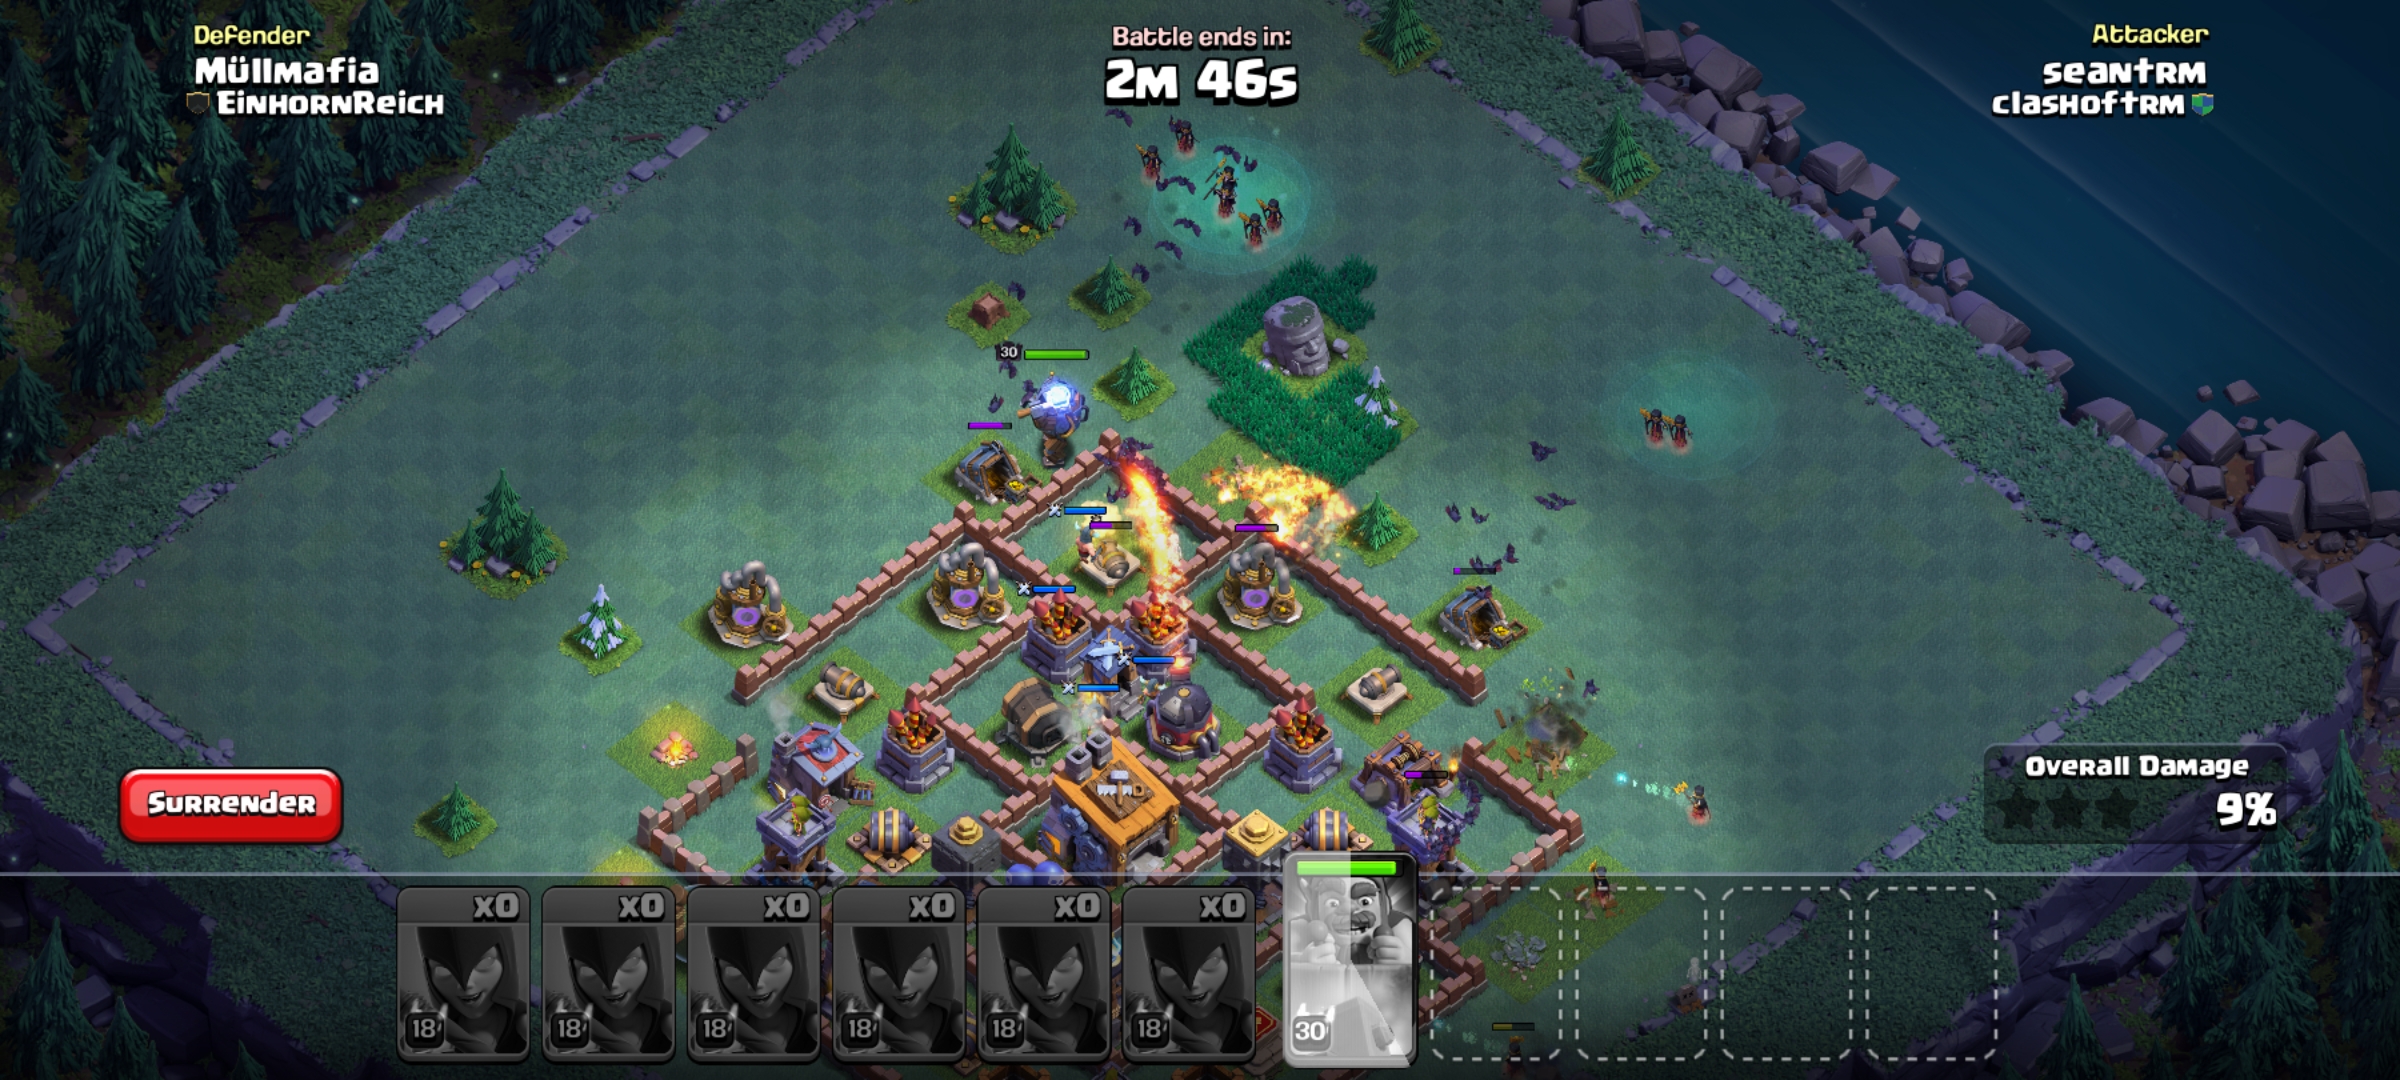 Defender
Müllmafia
EinhornReich
Battle ends in:
2M 46s
Attacker
seantRM
clashoftRM
30
Surrender
Overall Damage
9%
x0
x0
x0
x0
x0
x0
18
18
18
18
18
18
30